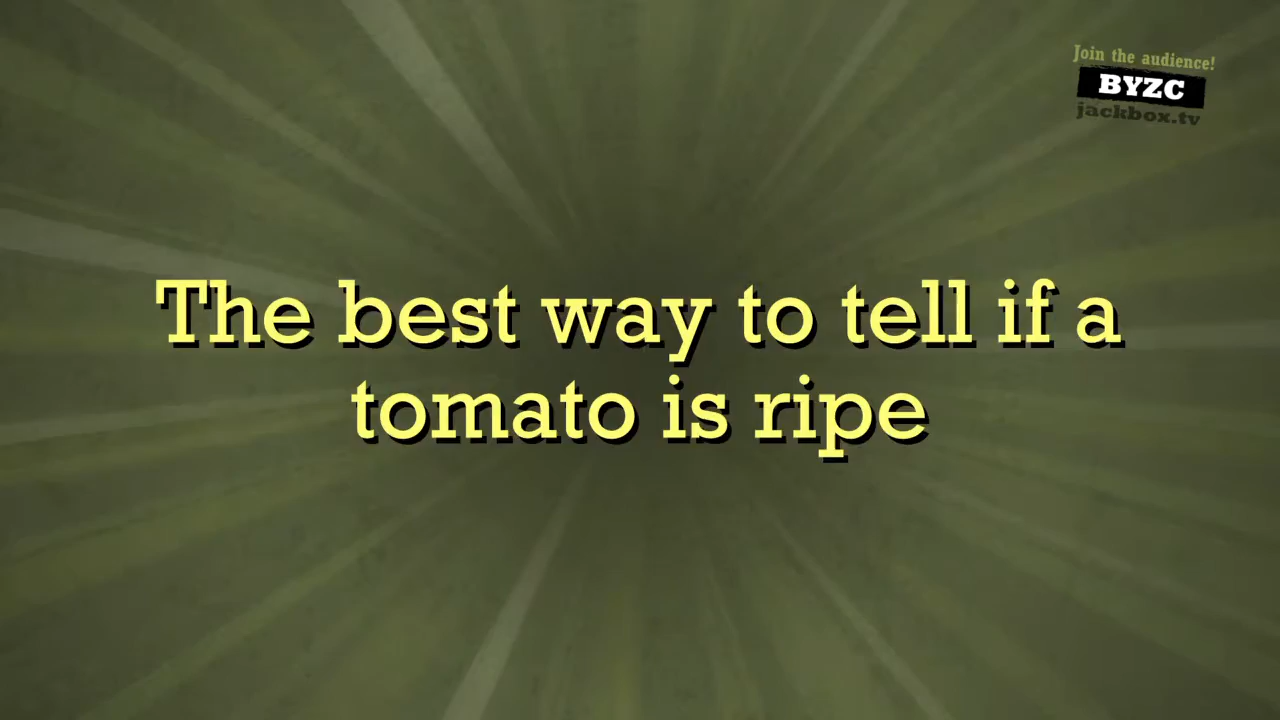 Join the audience!
BYZC
jackbox.tv
The best way to tell if a
tomato is ripe